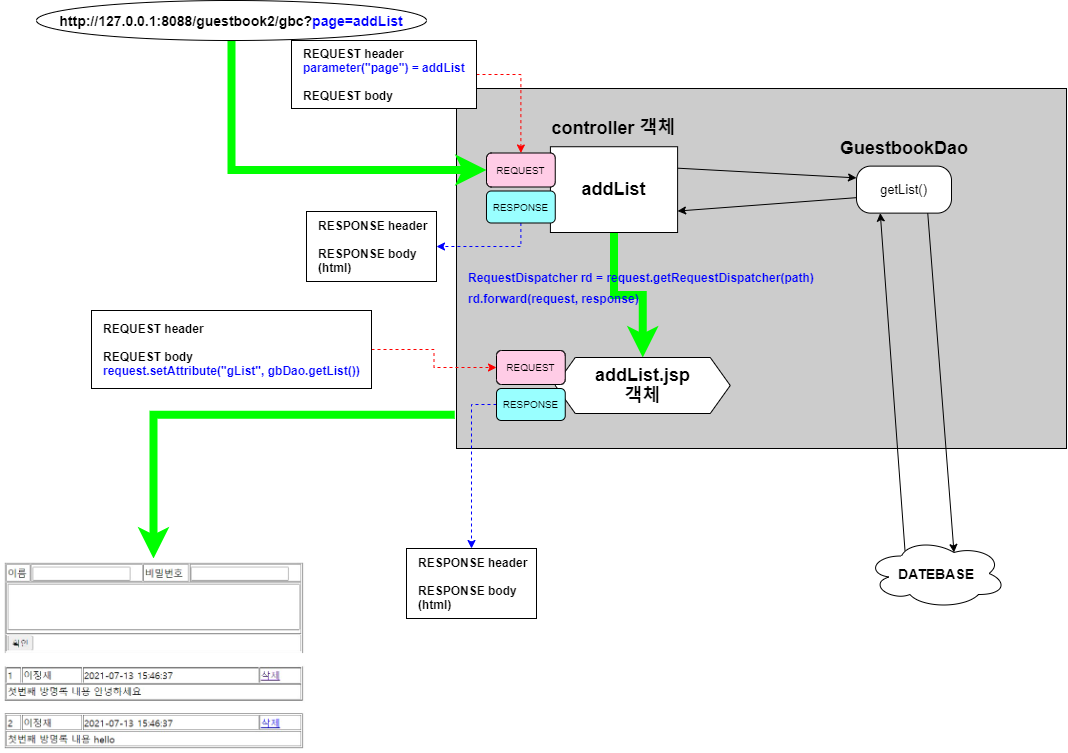 http://127.0.0.1:8088/guestbook2/gbc?page=addList
REQUEST header
parameter("page") = addList
REQUEST body
controller 객체
GuestbookDao
REQUEST
addList
getList()
RESPONSE
RESPONSE header
RESPONSE body
(html)
RequestDispatcher rd = request.getRequestDispatcher(path)
rd.forward(request, response)
REQUEST header
REQUEST body
request.setAttribute("gList", gbDao.getList())
REQUEST
addList.jsp
객체
RESPONSE
RESPONSE header
RESPONSE body
(html)
DATEBASE
이름 비밀번호
확인
1 이정재 2021-07-13 15:46:37 삭제
첫번째 방명록 내용 안녕하세요
2 이정재 2021-07-13 15:46:37 삭제
첫번째 방명록 내용 hello